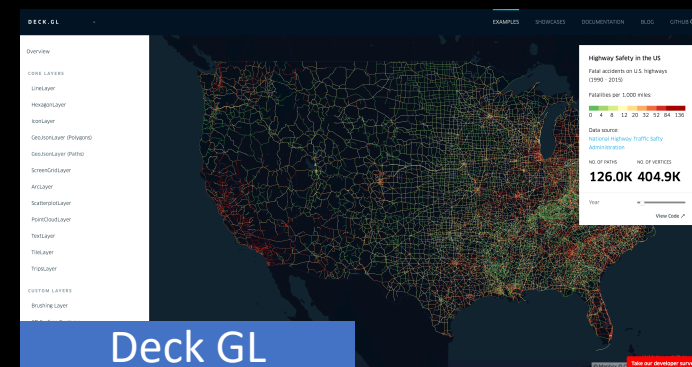 DECK.GL
EXAMPLES SHOWCASES DOCUMENTATION BLOG GITHUB
Overview
CORE LAYERS
LineLayer
HexagonLayer
IconLayer
GeoJsonLayer (Polygons)
GeoJsonLayer (Paths)
ScreenGridLayer
ArcLayer
ScatterplotLayer
PointCloudLayer
TextLayer
TileLayer
TripsLayer
CUSTOM LAYERS
Brushing Layer
Highway Safety in the US
Fatal accidents on U.S. highways
(1990 - 2015)
Fatalities per 1,000 miles
0 4 8 12 20 32 52 84 136
Data source:
National Highway Traffic Safty
Administration
NO. OF PATHS NO. OF VERTICES
126.0K 404.9K
Year
View Code ↗
Deck GL
Take our developer surve